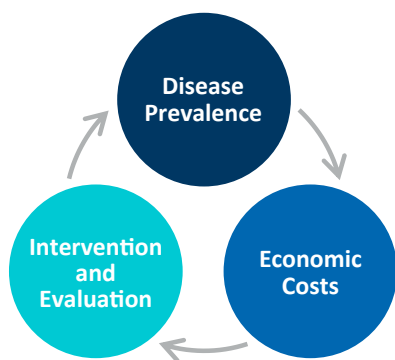 Disease
Prevalence
Economic
Costs
Intervention
and
Evaluation